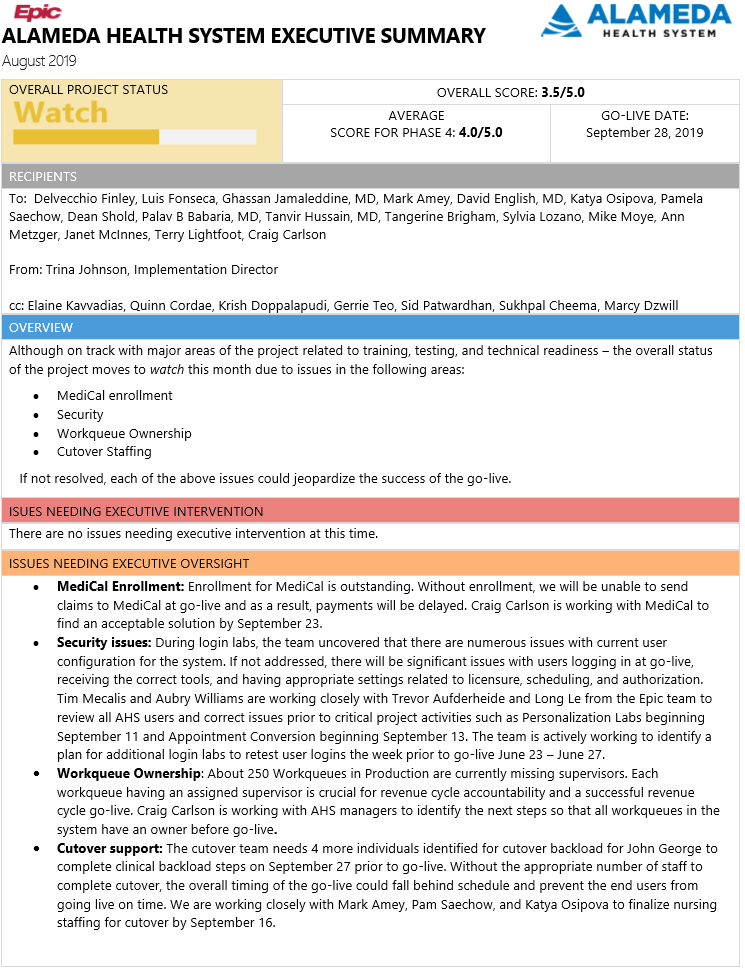 Epic
ALAMEDA HEALTH SYSTEM EXECUTIVE SUMMARY
August 2019
ALAMEDA
HEALTH SYSTEM
OVERALL PROJECT STATUS
Watch
OVERALL SCORE: 3.5/5.0
AVERAGE
SCORE FOR PHASE 4: 4.0/5.0
GO-LIVE DATE:
September 28, 2019
RECIPIENTS
To: Delvecchio Finley, Luis Fonseca, Ghassan Jamaleddine, MD, Mark Amey, David English, MD, Katya Osipova, Pamela
Saechow, Dean Shold, Palav B Babaria, MD, Tanvir Hussain, MD, Tangerine Brigham, Sylvia Lozano, Mike Moye, Ann
Metzger, Janet McInnes, Terry Lightfoot, Craig Carlson
From: Trina Johnson, Implementation Director
cc: Elaine Kavvadias, Quinn Cordae, Krish Doppalapudi, Gerrie Teo, Sid Patwardhan, Sukhpal Cheema, Marcy Dzwill
OVERVIEW
Although on track with major areas of the project related to training, testing, and technical readiness – the overall status
of the project moves to watch this month due to issues in the following areas:
• MediCal enrollment
• Security
• Workqueue Ownership
• Cutover Staffing
If not resolved, each of the above issues could jeopardize the success of the go-live.
ISUES NEEDING EXECUTIVE INTERVENTION
There are no issues needing executive intervention at this time.
ISSUES NEEDING EXECUTIVE OVERSIGHT
• MediCal Enrollment: Enrollment for MediCal is outstanding. Without enrollment, we will be unable to send
claims to MediCal at go-live and as a result, payments will be delayed. Craig Carlson is working with MediCal to
find an acceptable solution by September 23.
• Security issues: During login labs, the team uncovered that there are numerous issues with current user
configuration for the system. If not addressed, there will be significant issues with users logging in at go-live,
receiving the correct tools, and having appropriate settings related to licensure, scheduling, and authorization.
Tim Mecalis and Aubry Williams are working closely with Trevor Aufderheide and Long Le from the Epic team to
review all AHS users and correct issues prior to critical project activities such as Personalization Labs beginning
September 11 and Appointment Conversion beginning September 13. The team is actively working to identify a
plan for additional login labs to retest user logins the week prior to go-live June 23 – June 27.
• Workqueue Ownership: About 250 Workqueues in Production are currently missing supervisors. Each
workqueue having an assigned supervisor is crucial for revenue cycle accountability and a successful revenue
cycle go-live. Craig Carlson is working with AHS managers to identify the next steps so that all workqueues in the
system have an owner before go-live.
• Cutover support: The cutover team needs 4 more individuals identified for cutover backload for John George to
complete clinical backload steps on September 27 prior to go-live. Without the appropriate number of staff to
complete cutover, the overall timing of the go-live could fall behind schedule and prevent the end users from
going live on time. We are working closely with Mark Amey, Pam Saechow, and Katya Osipova to finalize nursing
staffing for cutover by September 16.